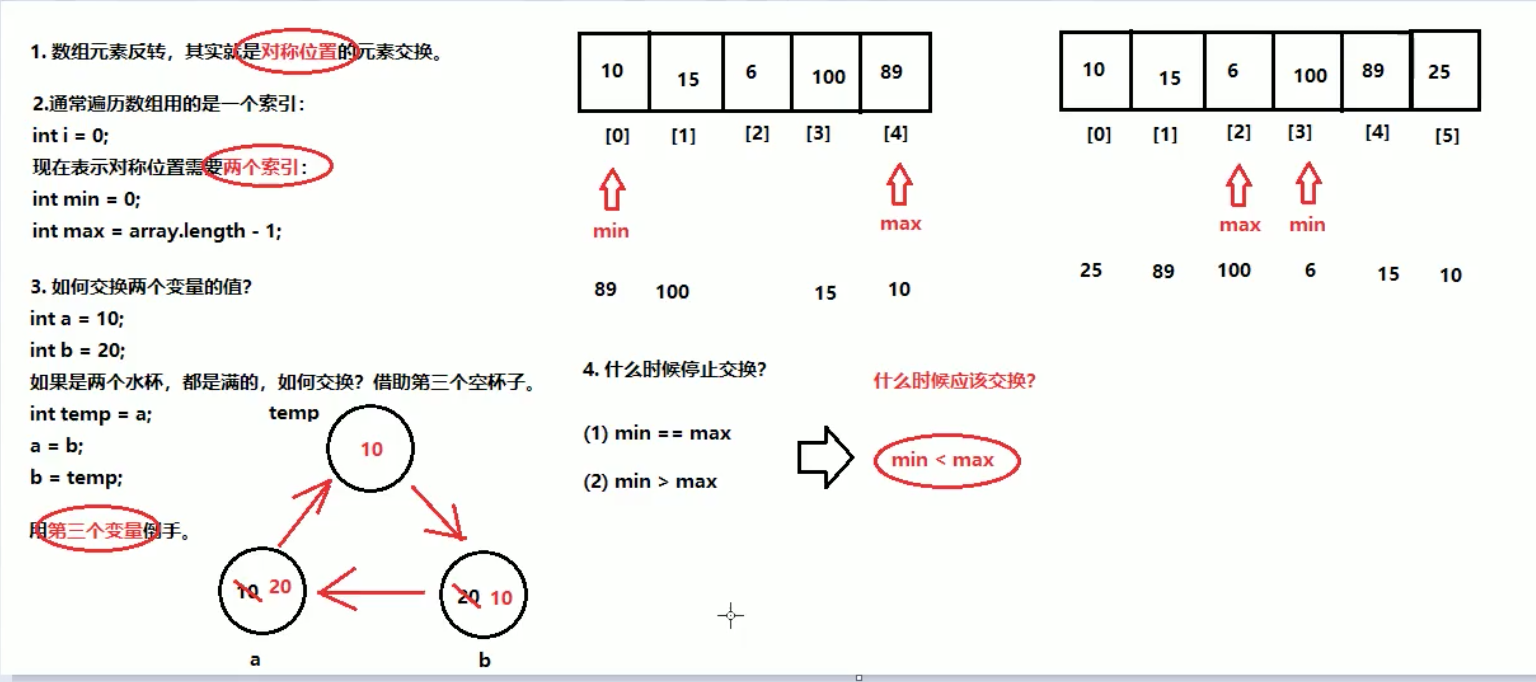 1. 数组元素反转，其实就是对称位置的元素交换。
2.通常遍历数组用的是一个索引：
int i = 0;
现在表示对称位置需要两个索引：
int min = 0;
int max = array.length - 1;
3. 如何交换两个变量的值？
int a = 10;
int b = 20;
如果是两个水杯，都是满的，如何交换？借助第三个空杯子。
int temp = a;
a = b;
b = temp;
用第三个变量倒手。
temp
10
10 20
20 10
a b
10 15 6 100 89
[0] [1] [2] [3] [4]
min max
89 100 15 10
10 15 6 100 89 25
[0] [1] [2] [3] [4] [5]
max min
25 89 100 6 15 10
4. 什么时候停止交换？
(1) min == max
(2) min > max
什么时候应该交换？
min < max